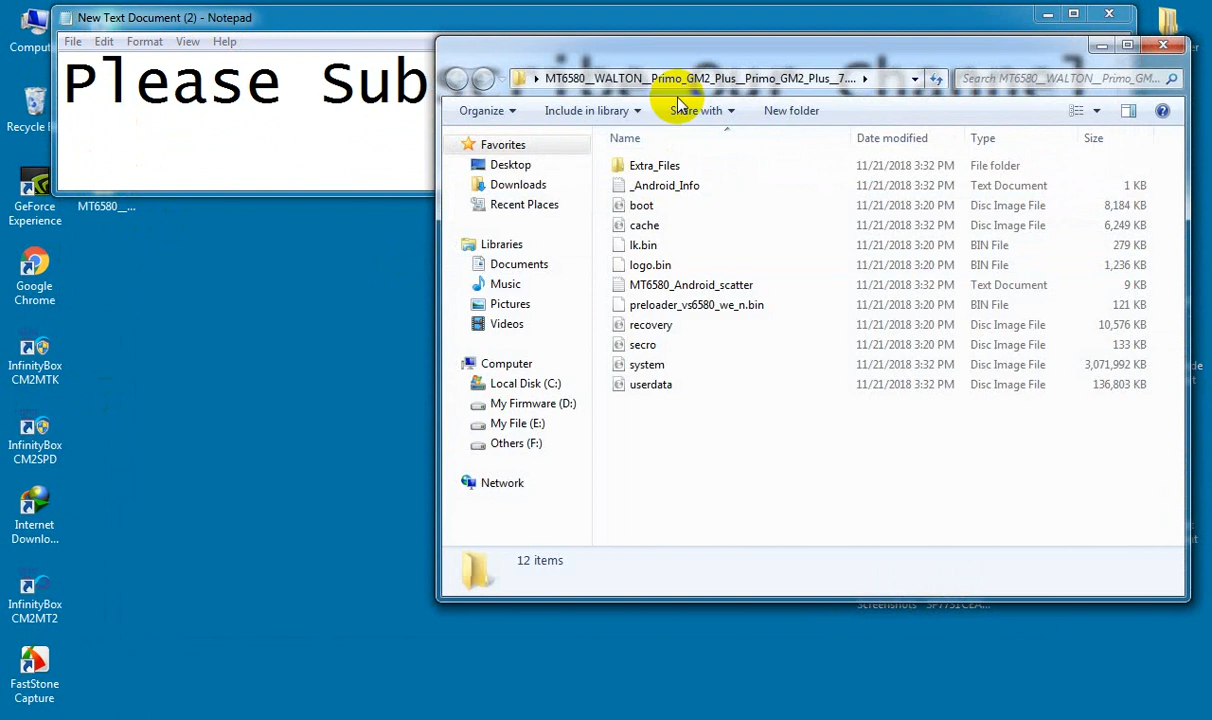 New Text Document (2) - Notepad
File Edit Format View Help
Please Sub
MT6580__WALTON__Primo_GM2_Plus__Primo_GM2_Plus__7....
Search MT6580__WALTON__Primo_GM...
Organize Include in library Share with New folder
Name Date modified Type Size
Favorites
Desktop
Downloads
Recent Places
Libraries
Documents
Music
Pictures
Videos
Computer
Local Disk (C:)
My Firmware (D:)
My File (E:)
Others (F:)
Network
Extra_Files 11/21/2018 3:32 PM File folder
_Android_Info 11/21/2018 3:32 PM Text Document 1 KB
boot 11/21/2018 3:20 PM Disc Image File 8,184 KB
cache 11/21/2018 3:32 PM Disc Image File 6,249 KB
lk.bin 11/21/2018 3:20 PM BIN File 279 KB
logo.bin 11/21/2018 3:20 PM BIN File 1,236 KB
MT6580_Android_scatter 11/21/2018 3:32 PM Text Document 9 KB
preloader_vs6580_we_n.bin 11/21/2018 3:20 PM BIN File 121 KB
recovery 11/21/2018 3:20 PM Disc Image File 10,576 KB
secro 11/21/2018 3:20 PM Disc Image File 133 KB
system 11/21/2018 3:32 PM Disc Image File 3,071,992 KB
userdata 11/21/2018 3:32 PM Disc Image File 136,803 KB
12 items
Comput
Recycle
GeForce
Experience
MT6580__...
Google
Chrome
InfinityBox
CM2MTK
InfinityBox
CM2SPD
Internet
Downlo...
InfinityBox
CM2MT2
FastStone
Capture